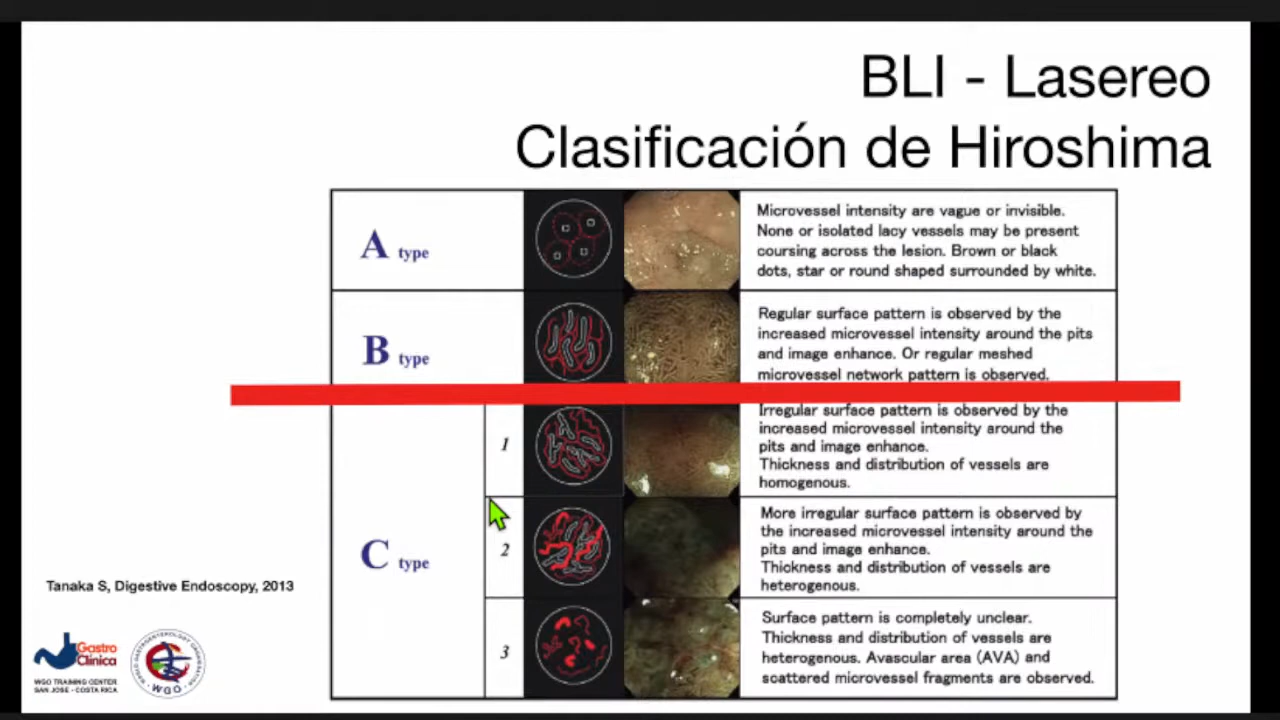 BLI - Lasereo
Clasificación de Hiroshima
A type
Microvessel intensity are vague or invisible.
None or isolated lacy vessels may be present
coursing across the lesion. Brown or black
dots, star or round shaped surrounded by white.
B type
Regular surface pattern is observed by the
increased microvessel intensity around the pits
and image enhance. Or regular meshed
microvessel network pattern is observed.
C type
1
Irregular surface pattern is observed by the
increased microvessel intensity around the
pits and image enhance.
Thickness and distribution of vessels are
homogenous.
2
More irregular surface pattern is observed by
the increased microvessel intensity around the
pits and image enhance.
Thickness and distribution of vessels are
heterogenous.
3
Surface pattern is completely unclear.
Thickness and distribution of vessels are
heterogenous. Avascular area (AVA) and
scattered microvessel fragments are observed.
Tanaka S, Digestive Endoscopy, 2013
Gastro
Clínica
WGO TRAINING CENTER
SAN JOSE - COSTA RICA
WORLD GASTROENTEROLOGY ORGANISATION
WGO